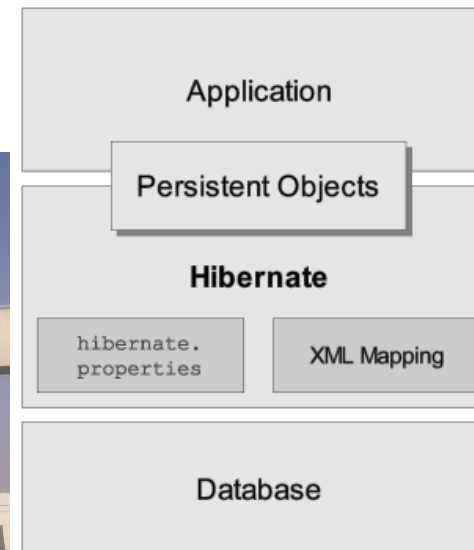 Application
Persistent Objects
Hibernate
hibernate.
properties
XML Mapping
Database